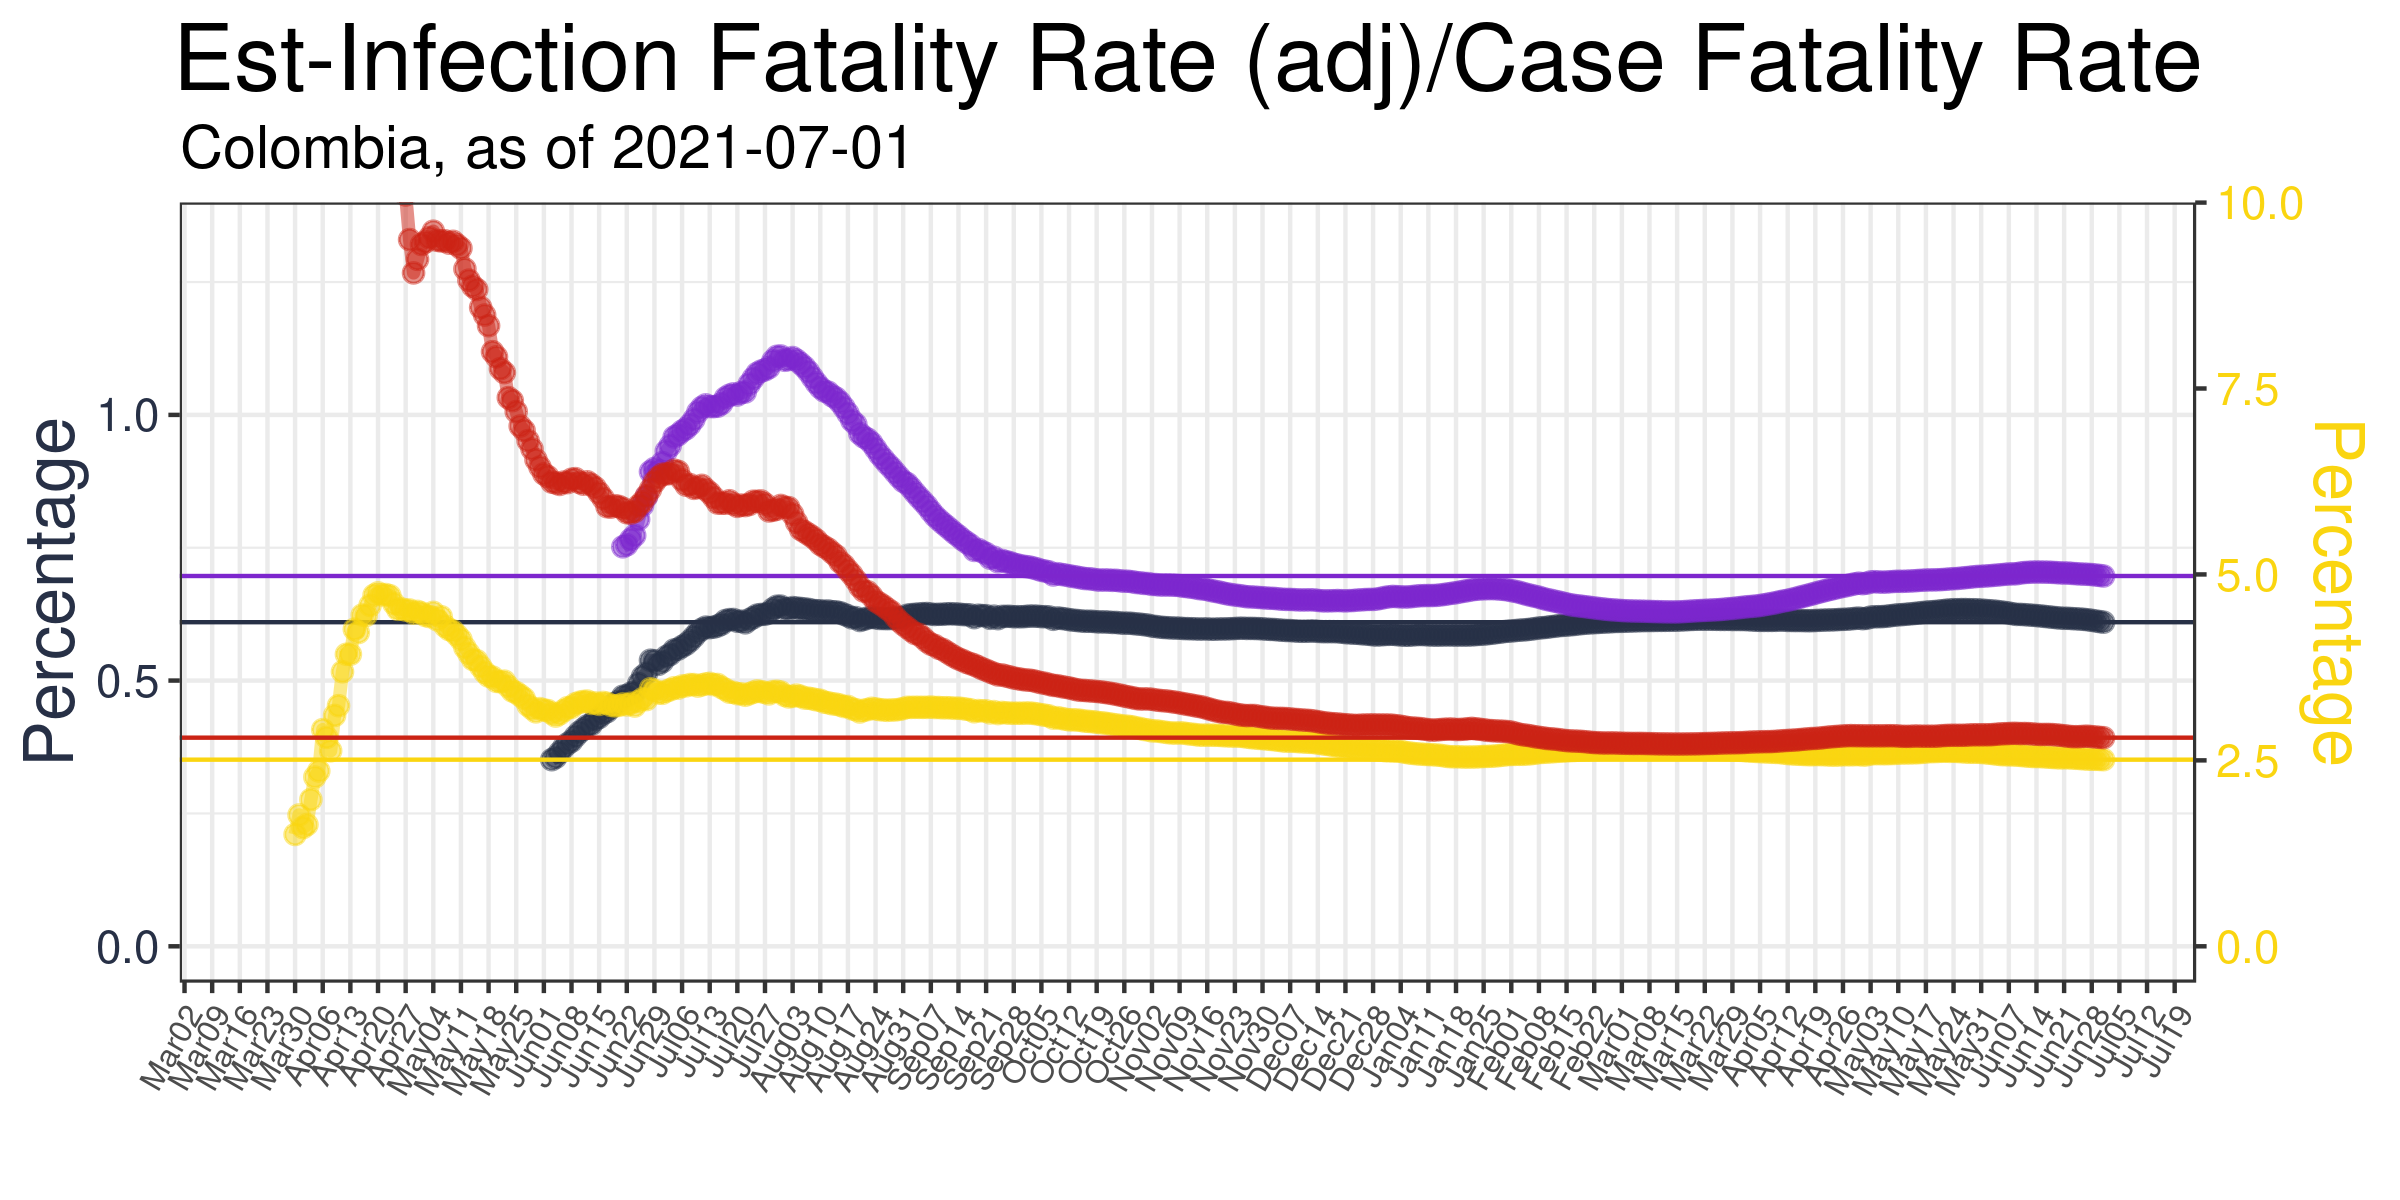 Est-Infection Fatality Rate (adj)/Case Fatality Rate
Colombia, as of 2021-07-01
Percentage
1.0
0.5
0.0
10.0
7.5
5.0
2.5
0.0
Percentage
Mar02
Mar09
Mar16
Mar23
Mar30
Apr06
Apr13
Apr20
Apr27
May04
May11
May18
May25
Jun01
Jun08
Jun15
Jun22
Jun29
Jul06
Jul13
Jul20
Jul27
Aug03
Aug10
Aug17
Aug24
Aug31
Sep07
Sep14
Sep21
Sep28
Oct05
Oct12
Oct19
Oct26
Nov02
Nov09
Nov16
Nov23
Nov30
Dec07
Dec14
Dec21
Dec28
Jan04
Jan11
Jan18
Jan25
Feb01
Feb08
Feb15
Feb22
Mar01
Mar08
Mar15
Mar22
Mar29
Apr05
Apr12
Apr19
Apr26
May03
May10
May17
May24
May31
Jun07
Jun14
Jun21
Jun28
Jul05
Jul12
Jul19